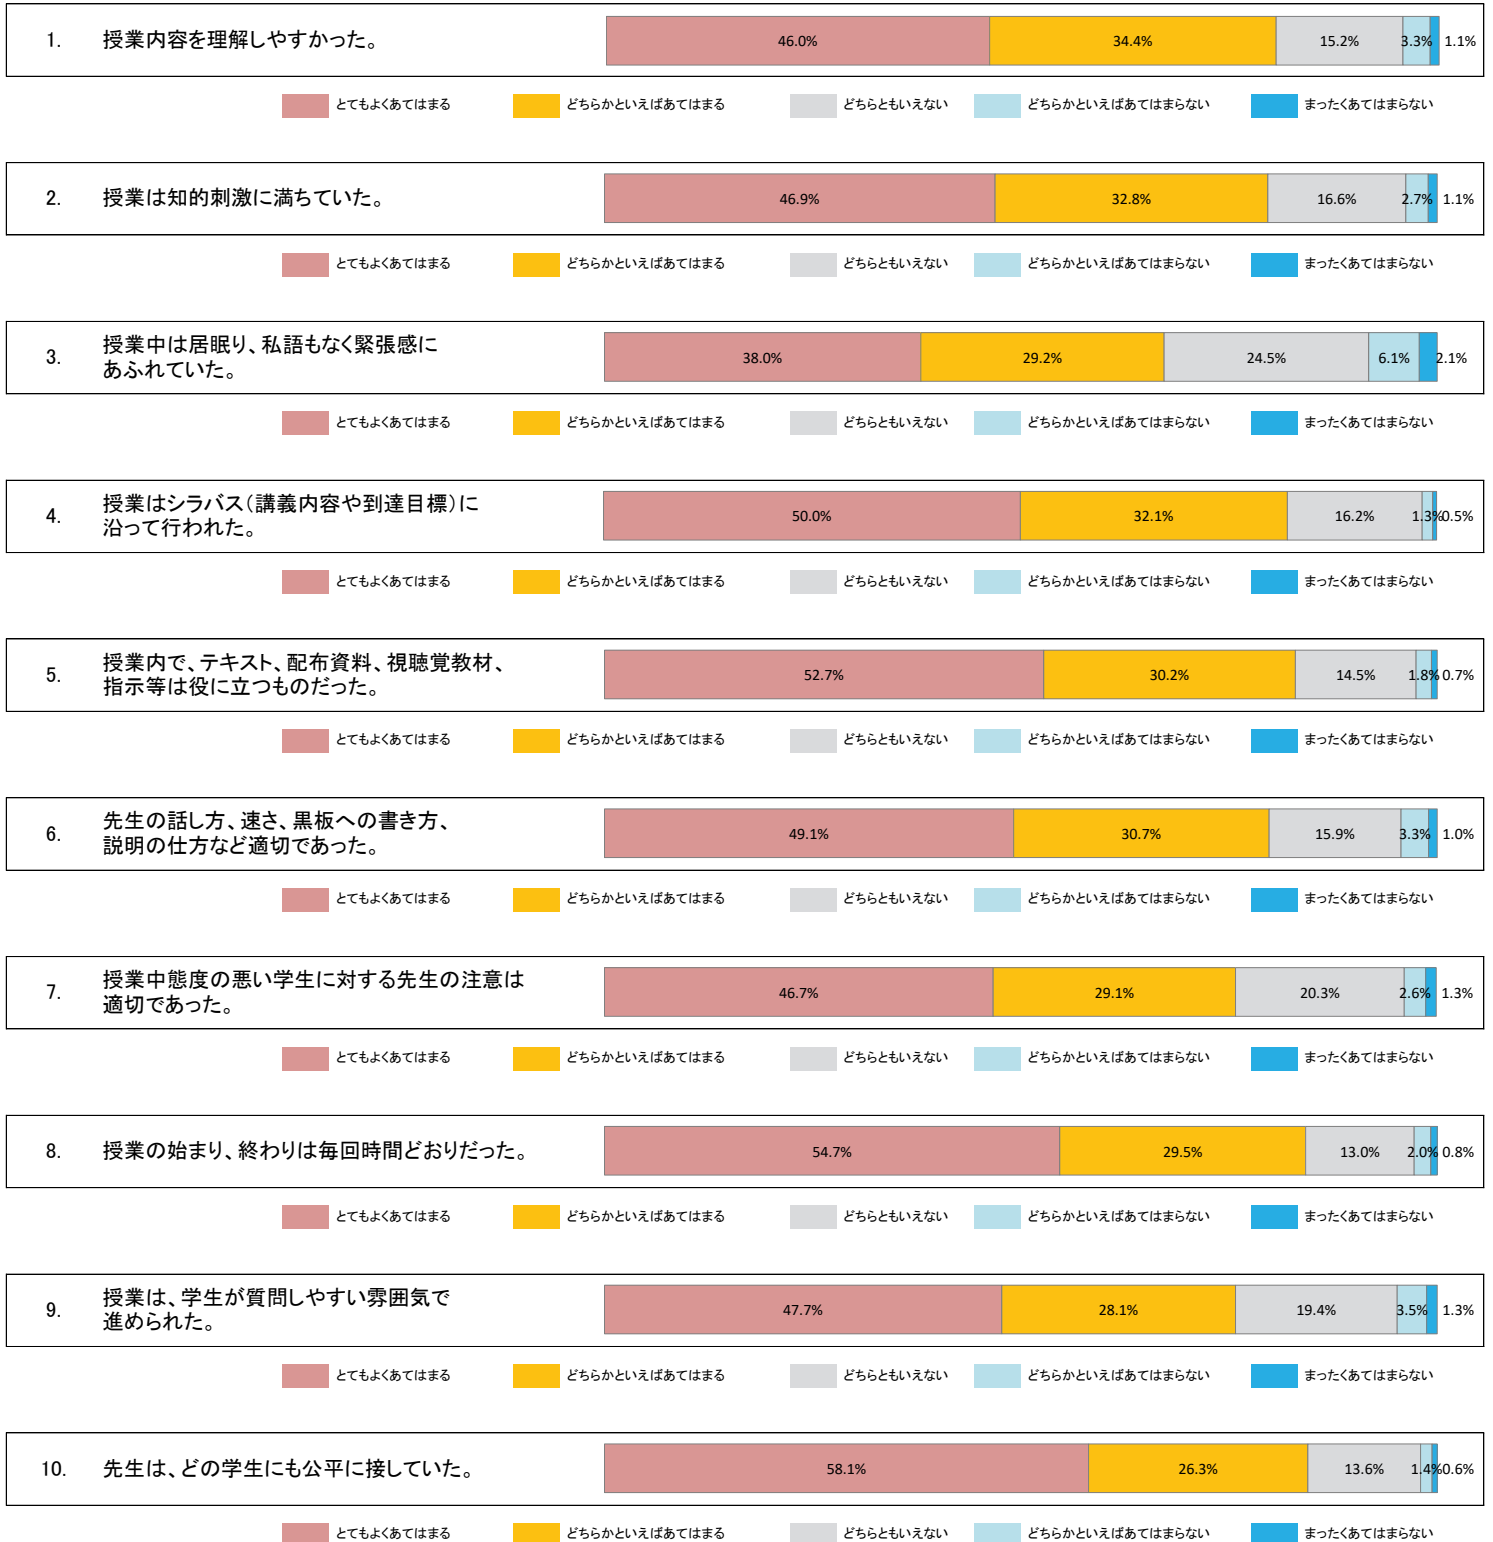 1. 授業内容を理解しやすかった。 46.0% 34.4% 15.2% 3.3% 1.1%
とてもよくあてはまる どちらかといえばあてはまる どちらともいえない どちらかといえばあてはまらない まったくあてはまらない
2. 授業は知的刺激に満ちていた。 46.9% 32.8% 16.6% 2.7% 1.1%
とてもよくあてはまる どちらかといえばあてはまる どちらともいえない どちらかといえばあてはまらない まったくあてはまらない
3. 授業中は居眠り、私語もなく緊張感に
あふれていた。 38.0% 29.2% 24.5% 6.1% 2.1%
とてもよくあてはまる どちらかといえばあてはまる どちらともいえない どちらかといえばあてはまらない まったくあてはまらない
4. 授業はシラバス（講義内容や到達目標）に
沿って行われた。 50.0% 32.1% 16.2% 1.3% 0.5%
とてもよくあてはまる どちらかといえばあてはまる どちらともいえない どちらかといえばあてはまらない まったくあてはまらない
5. 授業内で、テキスト、配布資料、視聴覚教材、
指示等は役に立つものだった。 52.7% 30.2% 14.5% 1.8% 0.7%
とてもよくあてはまる どちらかといえばあてはまる どちらともいえない どちらかといえばあてはまらない まったくあてはまらない
6. 先生の話し方、速さ、黒板への書き方、
説明の仕方など適切であった。 49.1% 30.7% 15.9% 3.3% 1.0%
とてもよくあてはまる どちらかといえばあてはまる どちらともいえない どちらかといえばあてはまらない まったくあてはまらない
7. 授業中態度の悪い学生に対する先生の注意は
適切であった。 46.7% 29.1% 20.3% 2.6% 1.3%
とてもよくあてはまる どちらかといえばあてはまる どちらともいえない どちらかといえばあてはまらない まったくあてはまらない
8. 授業の始まり、終わりは毎回時間どおりだった。 54.7% 29.5% 13.0% 2.0% 0.8%
とてもよくあてはまる どちらかといえばあてはまる どちらともいえない どちらかといえばあてはまらない まったくあてはまらない
9. 授業は、学生が質問しやすい雰囲気で
進められた。 47.7% 28.1% 19.4% 3.5% 1.3%
とてもよくあてはまる どちらかといえばあてはまる どちらともいえない どちらかといえばあてはまらない まったくあてはまらない
10. 先生は、どの学生にも公平に接していた。 58.1% 26.3% 13.6% 1.4% 0.6%
とてもよくあてはまる どちらかといえばあてはまる どちらともいえない どちらかといえばあてはまらない まったくあてはまらない